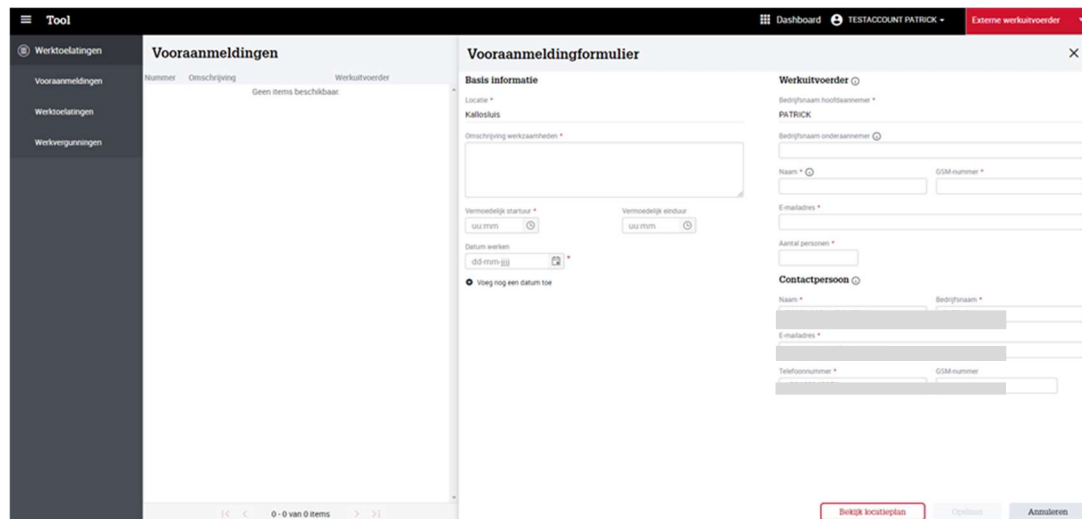 Tool
Dashboard
TESTACCOUNT PATRICK
Externe werkuitvoerder
Werktoelatingen
Vooraanmeldingen
Werktoelatingen
Werkvergunningen
Vooraanmeldingen
Nummer Omschrijving Werkuitvoerder
Geen items beschikbaar.
0 - 0 van 0 items
Vooraanmeldingformulier
Basis informatie
Locatie *
Kallosluis
Omschrijving werkzaamheden *
Vermoedelijk startuur * Vermoedelijk einduur
uu:mm uu:mm
Datum werken
dd-mm-jjjj *
Voeg nog een datum toe
Werkuitvoerder
Bedrijfsnaam hoofdaannemer *
PATRICK
Bedrijfsnaam onderaannemer
Naam * GSM-nummer *
E-mailadres *
Aantal personen *
Contactpersoon
Naam * Bedrijfsnaam *
E-mailadres *
Telefoonnummer * GSM-nummer
Bekijk locatieplan Opslaan Annuleren